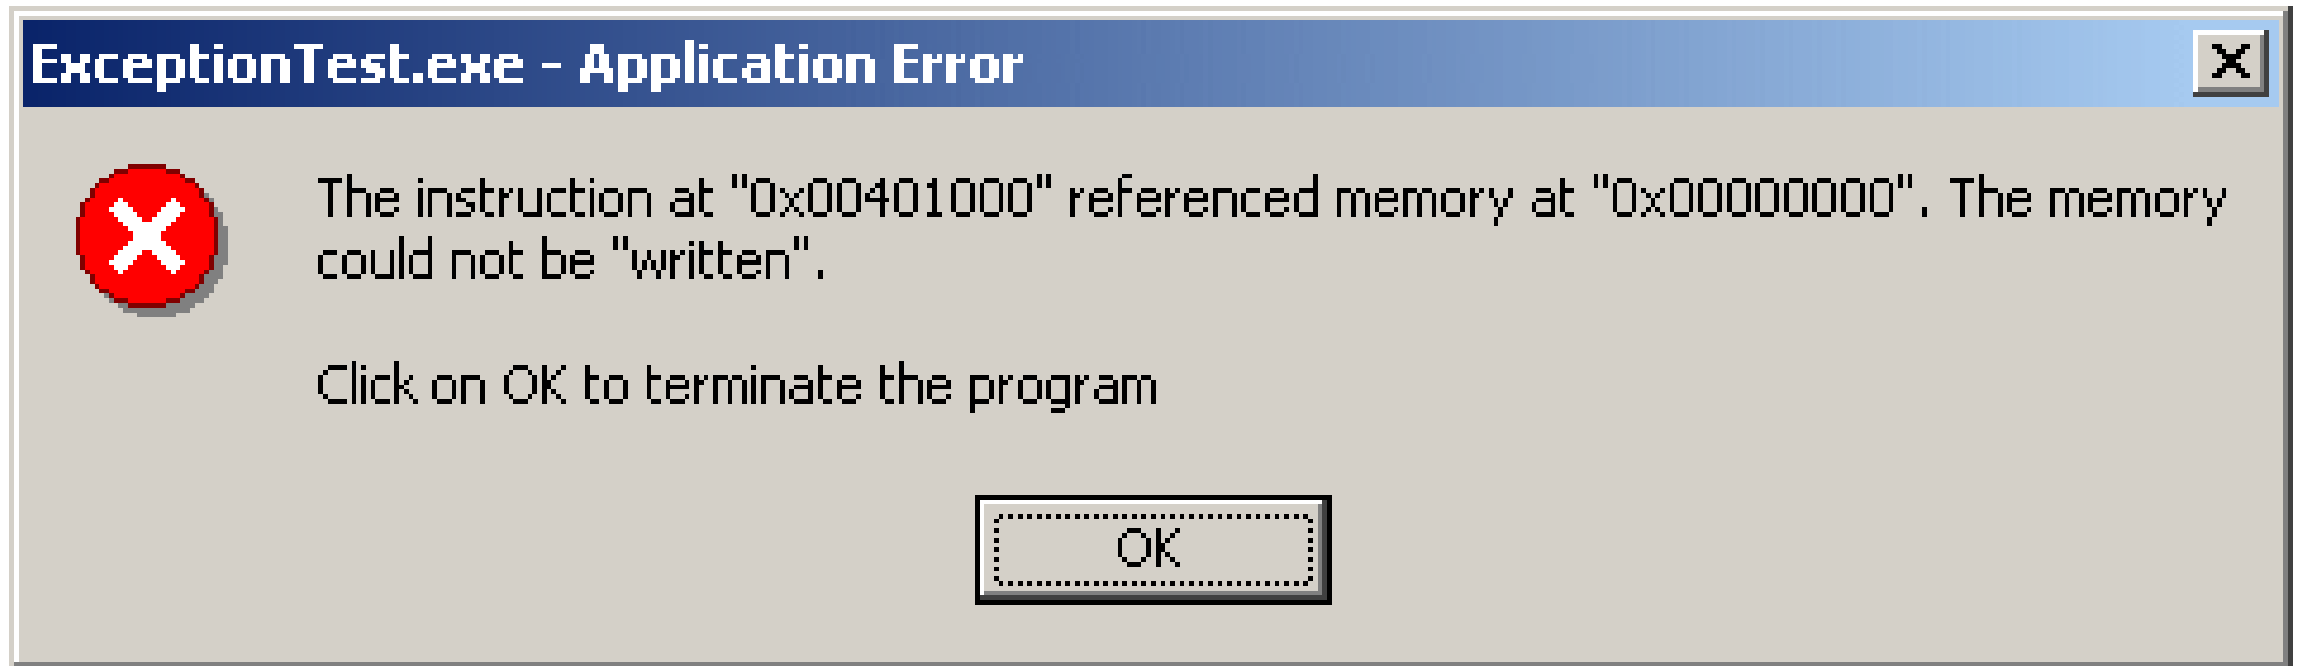 ExceptionTest.exe - Application Error
The instruction at "0x00401000" referenced memory at "0x00000000". The memory
could not be "written".
Click on OK to terminate the program
OK